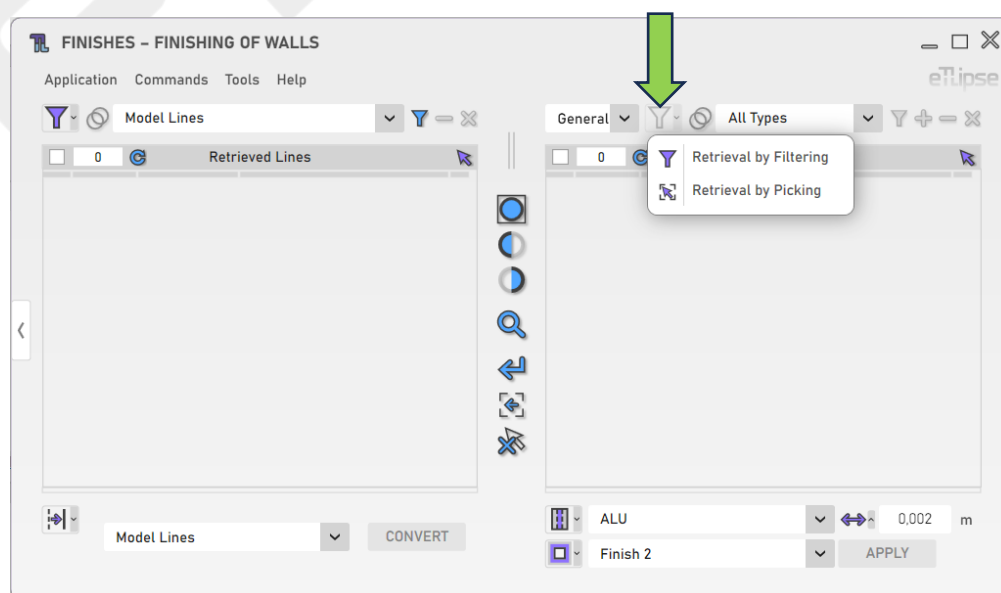 FINISHES – FINISHING OF WALLS
Application Commands Tools Help
eTLipse
Model Lines
General
All Types
0 Retrieved Lines
0
Retrieval by Filtering
Retrieval by Picking
Model Lines
CONVERT
ALU
0,002 m
Finish 2
APPLY